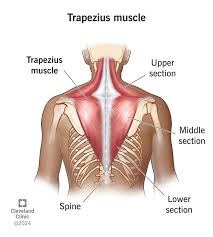 Trapezius muscle
Trapezius
muscle
Upper
section
Middle
section
Lower
section
Spine
Cleveland
Clinic
©2024